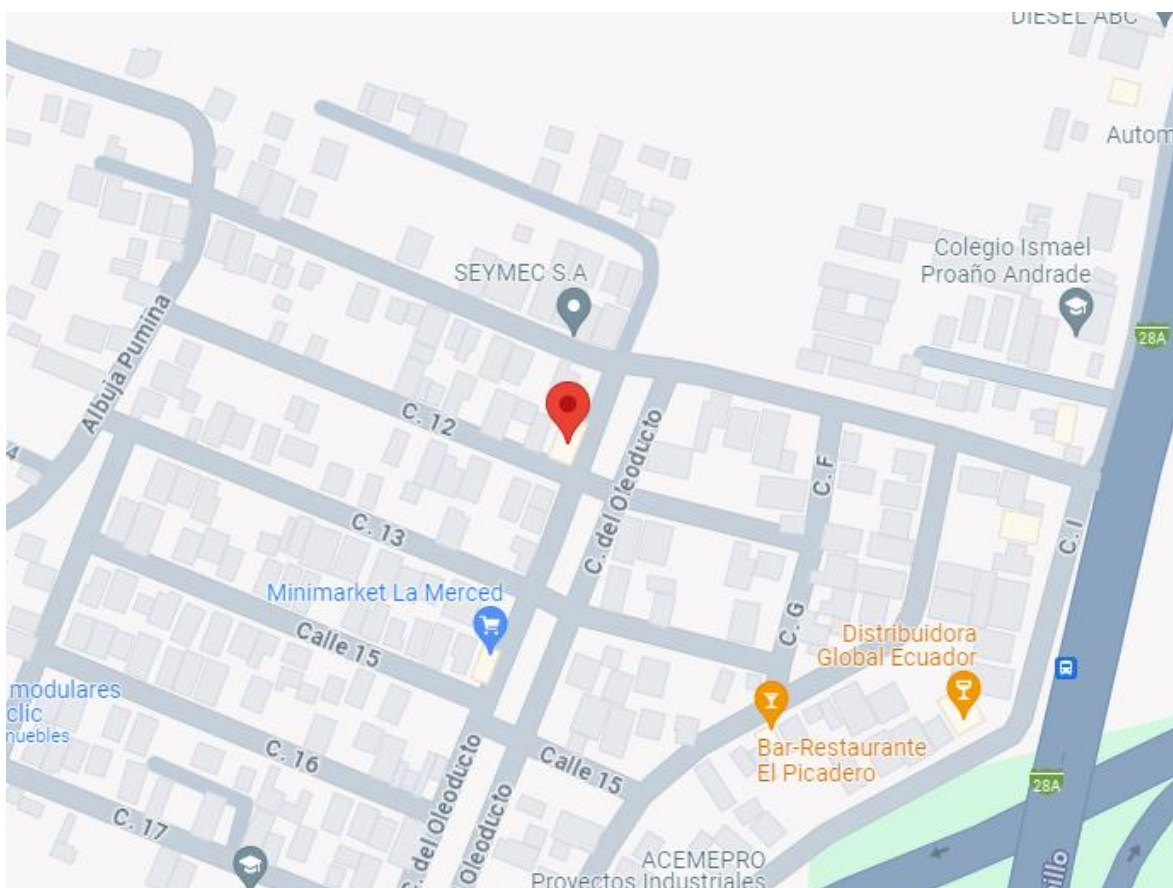 DIESEL ABC
Autom
Colegio Ismael
Proaño Andrade
SEYMEC S.A
28A
Albuja Pumina
C. 12
C. del Oleoducto
C. F
C. I
C. 13
Minimarket La Merced
Calle 15
C. G
Distribuidora
Global Ecuador
modulares
clic
muebles
Bar-Restaurante
El Picadero
C. 16
Calle 15
28A
C. 17
C. del Oleoducto
Oleoducto
ACEMEPRO
Proyectos Industriales
illo